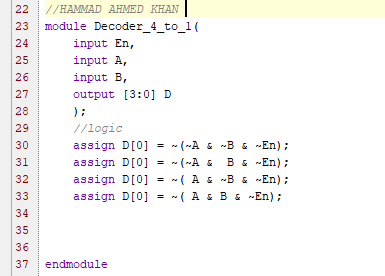 22 //HAMMAD AHMED KHAN
23 module Decoder_4_to_1(
24 input En,
25 input A,
26 input B,
27 output [3:0] D
28 );
29 //logic
30 assign D[0] = ~(~A & ~B & ~En);
31 assign D[0] = ~(~A & B & ~En);
32 assign D[0] = ~( A & ~B & ~En);
33 assign D[0] = ~( A & B & ~En);
34
35
36
37 endmodule